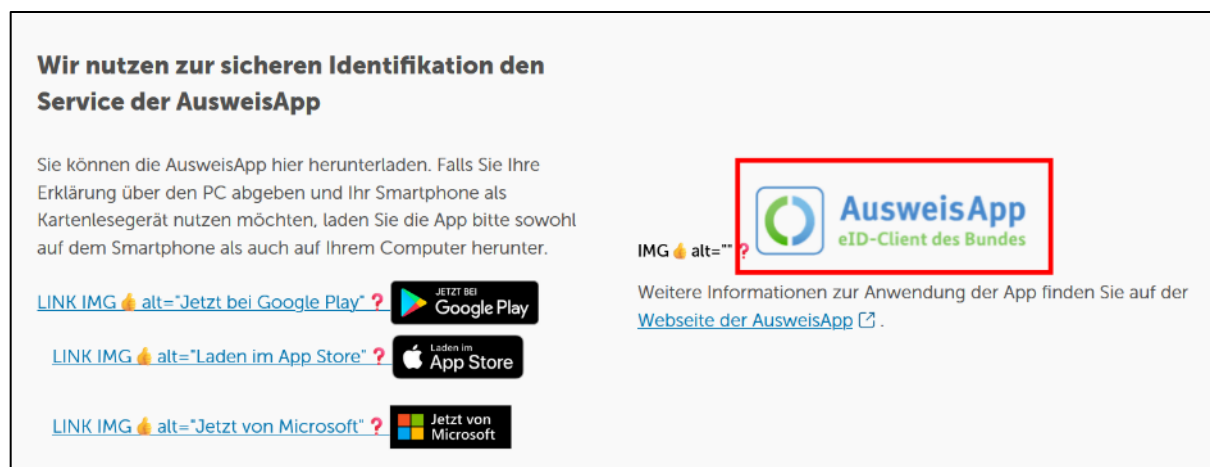 Wir nutzen zur sicheren Identifikation den
Service der AusweisApp
Sie können die AusweisApp hier herunterladen. Falls Sie Ihre
Erklärung über den PC abgeben und Ihr Smartphone als
Kartenlesegerät nutzen möchten, laden Sie die App bitte sowohl
auf dem Smartphone als auch auf Ihrem Computer herunter.
LINK IMG👍 alt="Jetzt bei Google Play"❓
JETZT BEI
Google Play
LINK IMG👍 alt="Laden im App Store"❓
Laden im
App Store
LINK IMG👍 alt="Jetzt von Microsoft"❓
Jetzt von
Microsoft
IMG👍 alt=""❓
AusweisApp
eID-Client des Bundes
Weitere Informationen zur Anwendung der App finden Sie auf der
Webseite der AusweisApp .